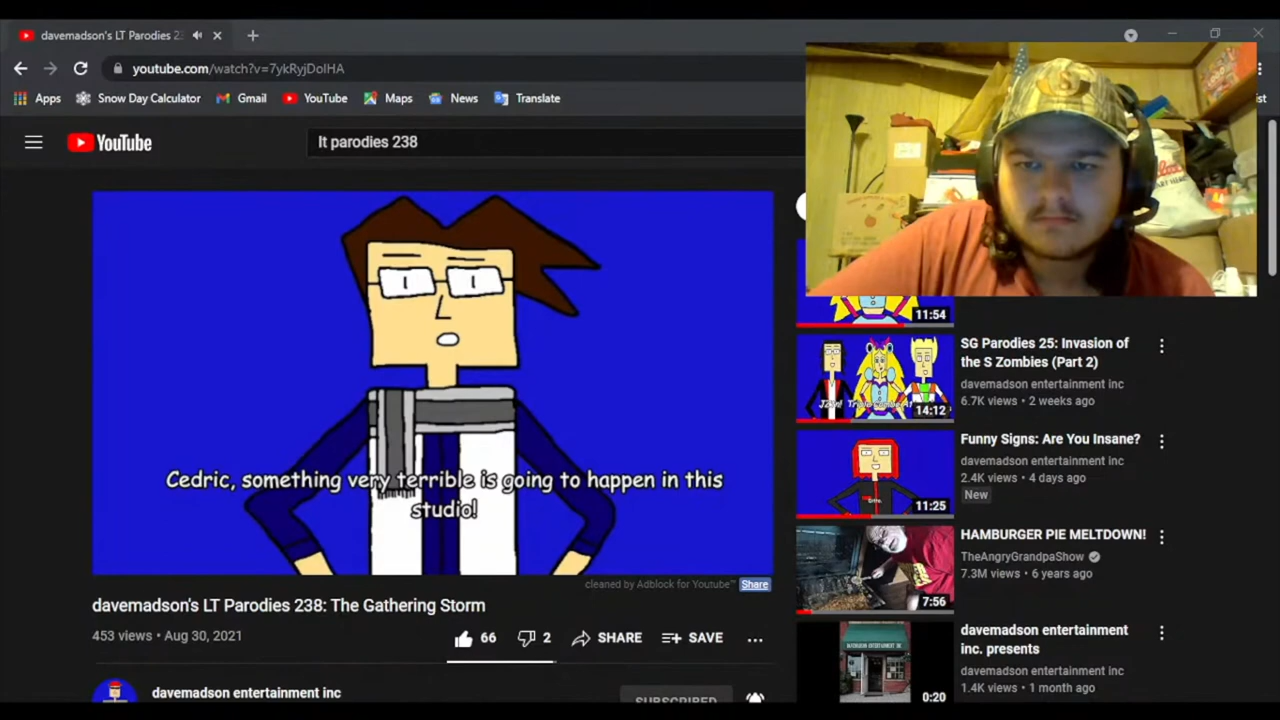 davemadson's LT Parodies 23
youtube.com/watch?v=7ykRyjDoIHA
Apps Snow Day Calculator Gmail YouTube Maps News Translate
YouTube
lt parodies 238
Cedric, something very terrible is going to happen in this
studio!
cleaned by Adblock for Youtube™ Share
davemadson's LT Parodies 238: The Gathering Storm
453 views • Aug 30, 2021
66 2 SHARE SAVE
davemadson entertainment inc
SUBSCRIBED
11:54
14:12
SG Parodies 25: Invasion of
the S Zombies (Part 2)
davemadson entertainment inc
6.7K views • 2 weeks ago
11:25
Funny Signs: Are You Insane?
davemadson entertainment inc
2.4K views • 4 days ago
New
7:56
HAMBURGER PIE MELTDOWN!
TheAngryGrandpaShow
7.3M views • 6 years ago
0:20
davemadson entertainment
inc. presents
davemadson entertainment inc
1.4K views • 1 month ago